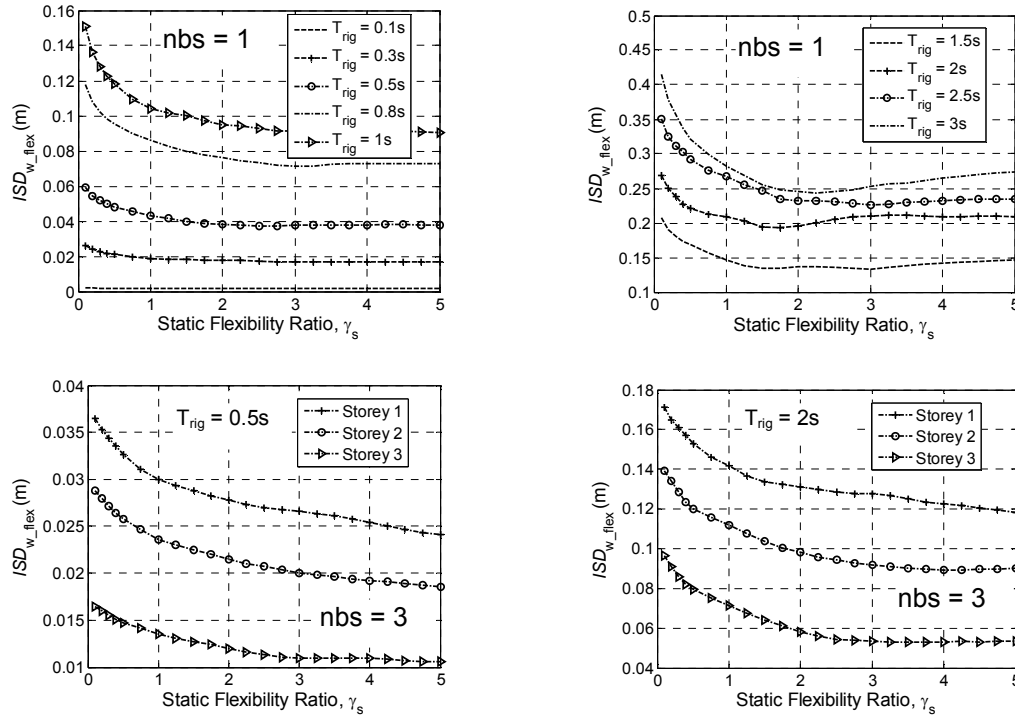 nbs = 1
T_rig = 0.1s
T_rig = 0.3s
T_rig = 0.5s
T_rig = 0.8s
T_rig = 1s
ISD_w_flex (m)
0.16
0.14
0.12
0.1
0.08
0.06
0.04
0.02
0
0 1 2 3 4 5
Static Flexibility Ratio, γ_s
nbs = 1
T_rig = 1.5s
T_rig = 2s
T_rig = 2.5s
T_rig = 3s
ISD_w_flex (m)
0.5
0.45
0.4
0.35
0.3
0.25
0.2
0.15
0.1
0 1 2 3 4 5
Static Flexibility Ratio, γ_s
T_rig = 0.5s
Storey 1
Storey 2
Storey 3
nbs = 3
ISD_w_flex (m)
0.04
0.035
0.03
0.025
0.02
0.015
0.01
0 1 2 3 4 5
Static Flexibility Ratio, γ_s
T_rig = 2s
Storey 1
Storey 2
Storey 3
nbs = 3
ISD_w_flex (m)
0.18
0.16
0.14
0.12
0.1
0.08
0.06
0.04
0 1 2 3 4 5
Static Flexibility Ratio, γ_s